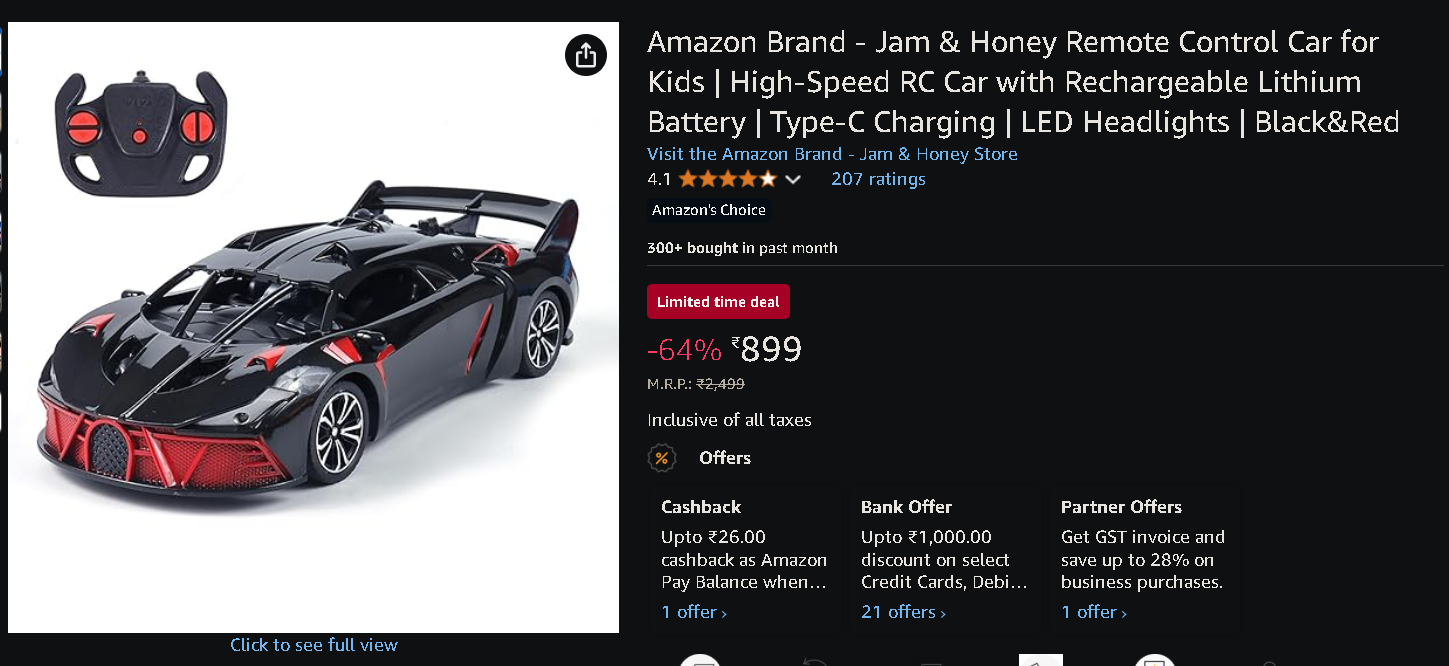 Amazon Brand - Jam & Honey Remote Control Car for
Kids | High-Speed RC Car with Rechargeable Lithium
Battery | Type-C Charging | LED Headlights | Black&Red
Visit the Amazon Brand - Jam & Honey Store
4.1 207 ratings
Amazon's Choice
300+ bought in past month
Limited time deal
-64% ₹899
M.R.P.: ₹2,499
Inclusive of all taxes
Offers
Cashback
Upto ₹26.00
cashback as Amazon
Pay Balance when…
1 offer ›
Bank Offer
Upto ₹1,000.00
discount on select
Credit Cards, Debi…
21 offers ›
Partner Offers
Get GST invoice and
save up to 28% on
business purchases.
1 offer ›
Click to see full view